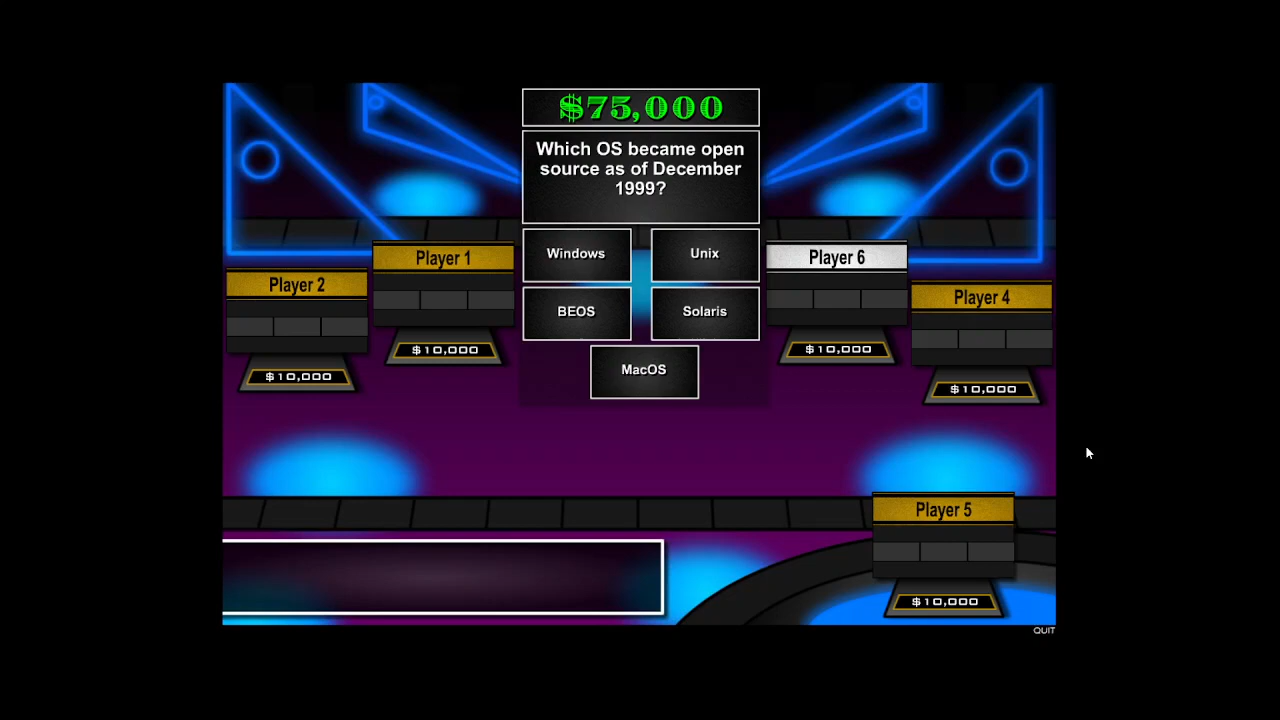 $75,000
Which OS became open
source as of December
1999?
Windows
Unix
BEOS
Solaris
MacOS
Player 2
$10,000
Player 1
$10,000
Player 6
$10,000
Player 4
$10,000
Player 5
$10,000
QUIT